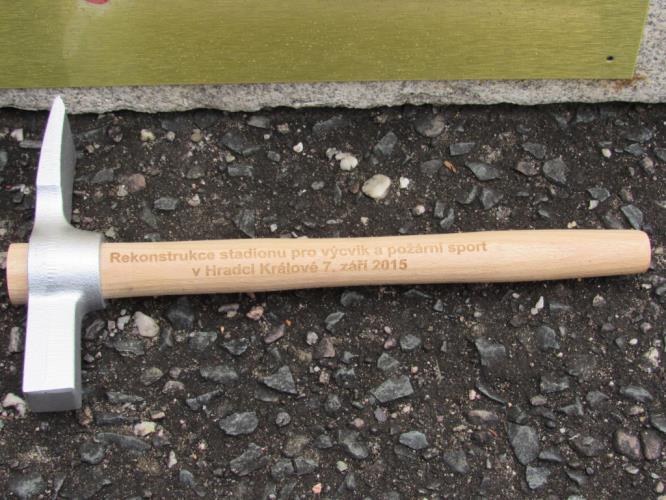 Rekonstrukce stadionu pro výcvik a požární sport
v Hradci Králové 7. září 2015